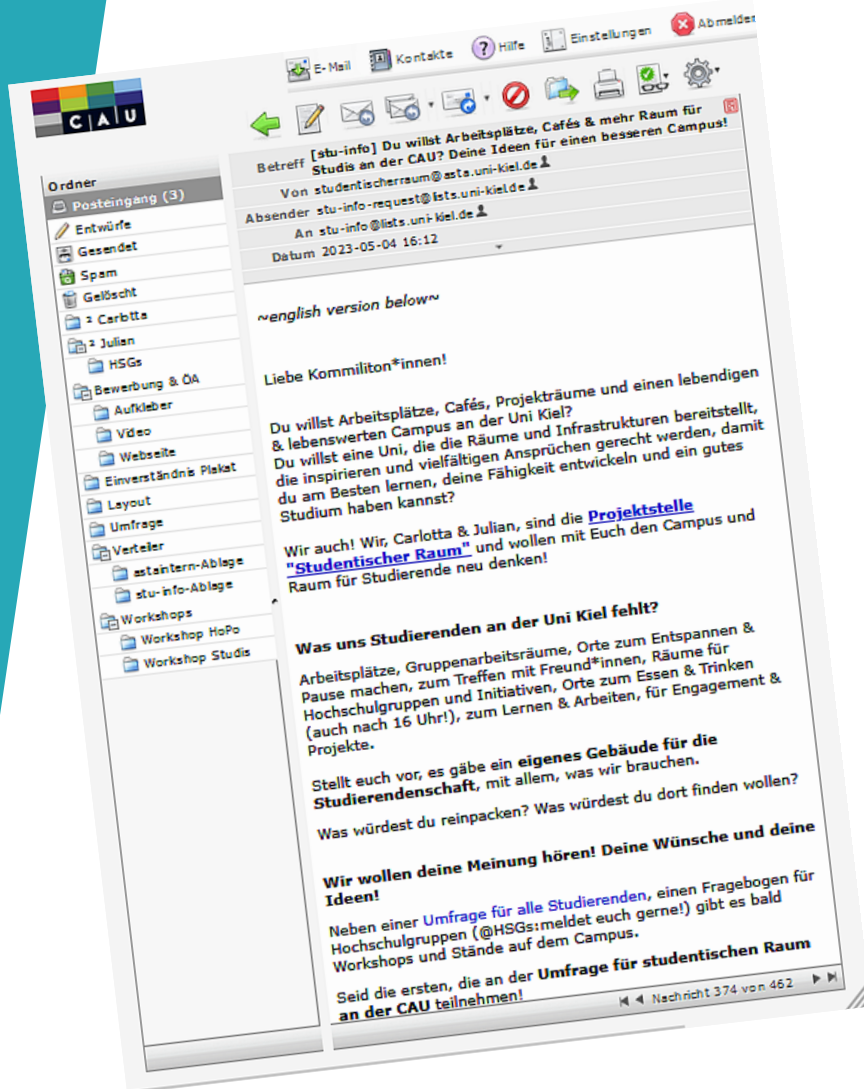 E-Mail Kontakte Hilfe Einstellungen Abmelden
CAU
Betreff [stu-info] Du willst Arbeitsplätze, Cafés & mehr Raum für
Studis an der CAU? Deine Ideen für einen besseren Campus!
Von studentischerraum@asta.uni-kiel.de
Absender stu-info-request@lists.uni-kiel.de
An stu-info@lists.uni-kiel.de
Datum 2023-05-04 16:12
Ordner
Posteingang (3)
Entwürfe
Gesendet
Spam
Gelöscht
² Carlotta
² Julian
HSGs
Bewerbung & ÖA
Aufkleber
Video
Webseite
Einverständnis Plakat
Layout
Umfrage
Verteiler
astaintern-Ablage
stu-info-Ablage
Workshops
Workshop HoPo
Workshop Studis
~english version below~
Liebe Kommiliton*innen!
Du willst Arbeitsplätze, Cafés, Projekträume und einen lebendigen
& lebenswerten Campus an der Uni Kiel?
Du willst eine Uni, die die Räume und Infrastrukturen bereitstellt,
die inspirieren und vielfältigen Ansprüchen gerecht werden, damit
du am Besten lernen, deine Fähigkeit entwickeln und ein gutes
Studium haben kannst?
Wir auch! Wir, Carlotta & Julian, sind die Projektstelle
"Studentischer Raum" und wollen mit Euch den Campus und
Raum für Studierende neu denken!
Was uns Studierenden an der Uni Kiel fehlt?
Arbeitsplätze, Gruppenarbeitsräume, Orte zum Entspannen &
Pause machen, zum Treffen mit Freund*innen, Räume für
Hochschulgruppen und Initiativen, Orte zum Essen & Trinken
(auch nach 16 Uhr!), zum Lernen & Arbeiten, für Engagement &
Projekte.
Stellt euch vor, es gäbe ein eigenes Gebäude für die
Studierendenschaft, mit allem, was wir brauchen.
Was würdest du reinpacken? Was würdest du dort finden wollen?
Wir wollen deine Meinung hören! Deine Wünsche und deine
Ideen!
Neben einer Umfrage für alle Studierenden, einen Fragebogen für
Hochschulgruppen (@HSGs:meldet euch gerne!) gibt es bald
Workshops und Stände auf dem Campus.
Seid die ersten, die an der Umfrage für studentischen Raum
an der CAU teilnehmen!
Nachricht 374 von 462